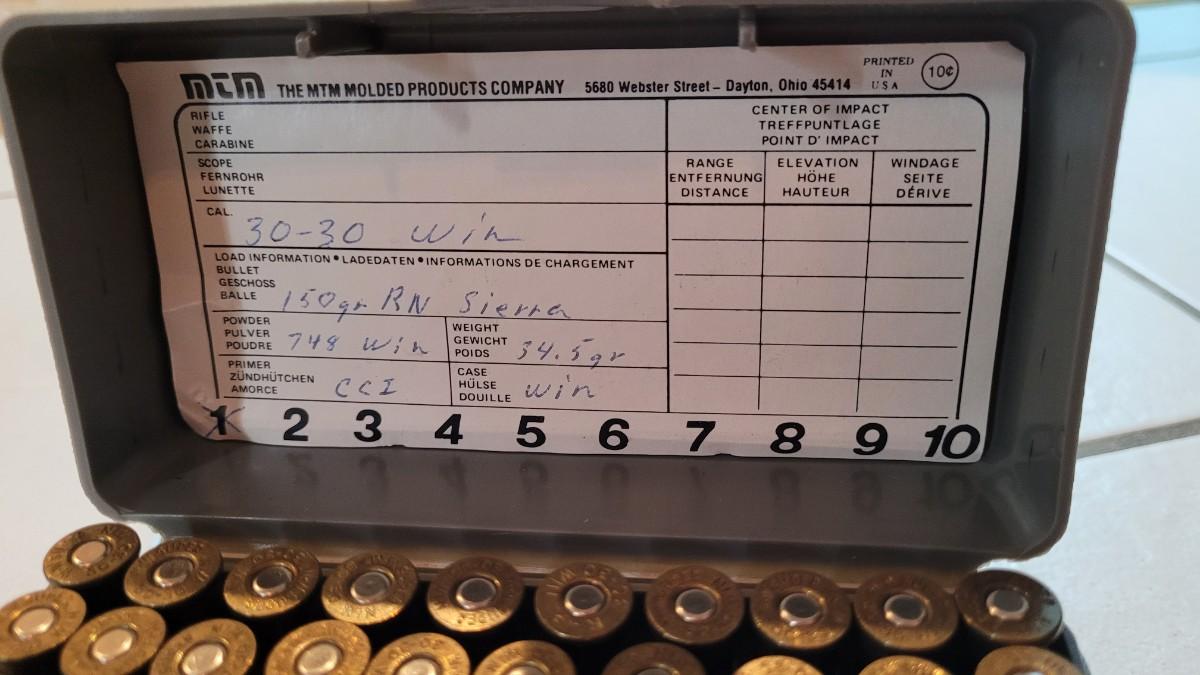 MTM THE MTM MOLDED PRODUCTS COMPANY 5680 Webster Street – Dayton, Ohio 45414
PRINTED
IN
USA
10¢
RIFLE
WAFFE
CARABINE
CENTER OF IMPACT
TREFFPUNTLAGE
POINT D' IMPACT
SCOPE
FERNROHR
LUNETTE
RANGE
ENTFERNUNG
DISTANCE
ELEVATION
HÖHE
HAUTEUR
WINDAGE
SEITE
DÉRIVE
CAL.
30-30 Win
LOAD INFORMATION • LADEDATEN • INFORMATIONS DE CHARGEMENT
BULLET
GESCHOSS
BALLE
150gr RN Sierra
POWDER
PULVER
POUDRE
748 Win
WEIGHT
GEWICHT
POIDS
34.5gr
PRIMER
ZÜNDHÜTCHEN
AMORCE
CCI
CASE
HÜLSE
DOUILLE
Win
1 2 3 4 5 6 7 8 9 10